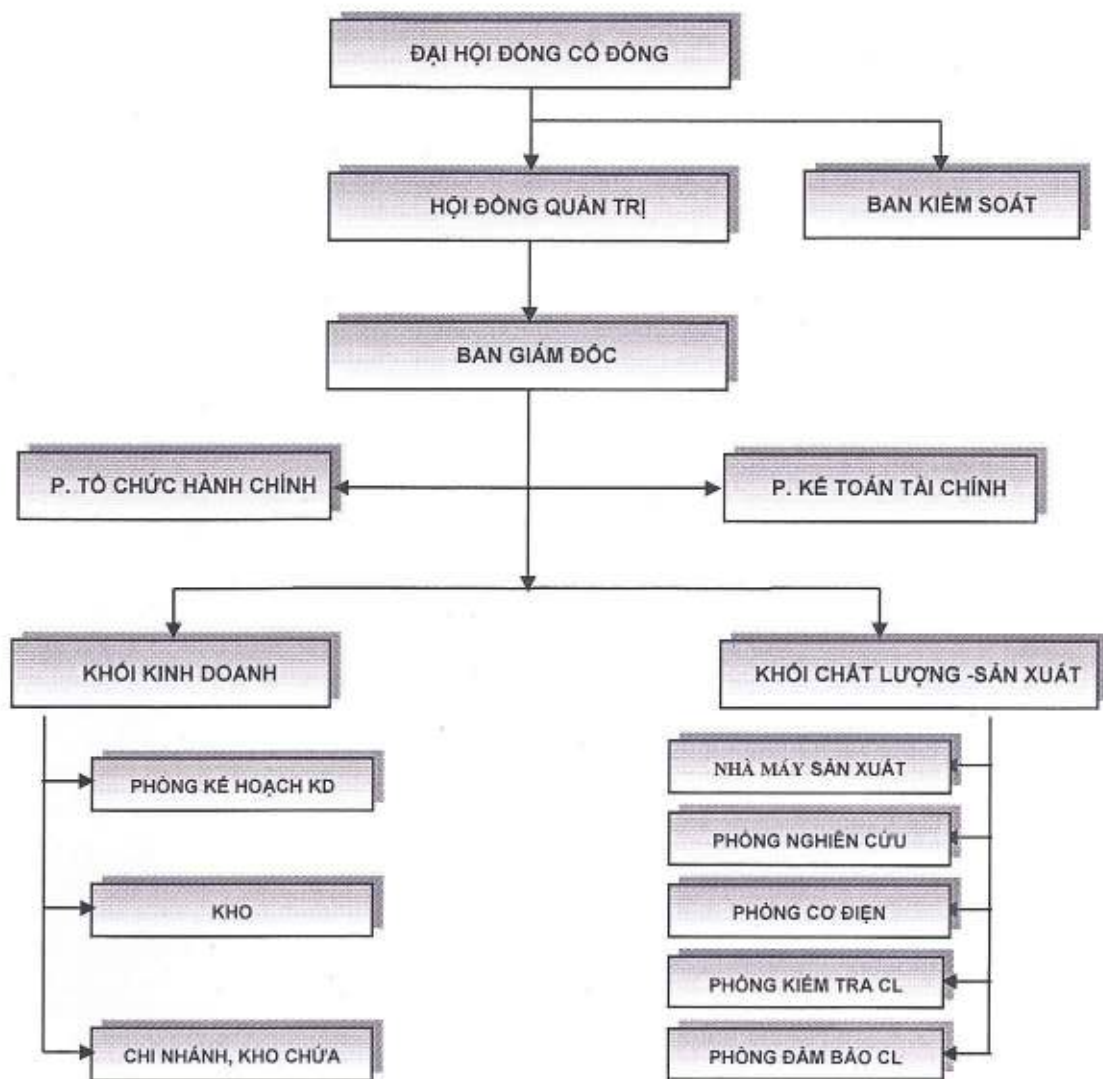 ĐẠI HỘI ĐỒNG CỔ ĐÔNG
HỘI ĐỒNG QUẢN TRỊ
BAN KIỂM SOÁT
BAN GIÁM ĐỐC
P. TỔ CHỨC HÀNH CHÍNH
P. KẾ TOÁN TÀI CHÍNH
KHỐI KINH DOANH
KHỐI CHẤT LƯỢNG -SẢN XUẤT
PHÒNG KẾ HOẠCH KD
KHO
CHI NHÁNH, KHO CHỨA
NHÀ MÁY SẢN XUẤT
PHÒNG NGHIÊN CỨU
PHÒNG CƠ ĐIỆN
PHÒNG KIỂM TRA CL
PHÒNG ĐẢM BẢO CL